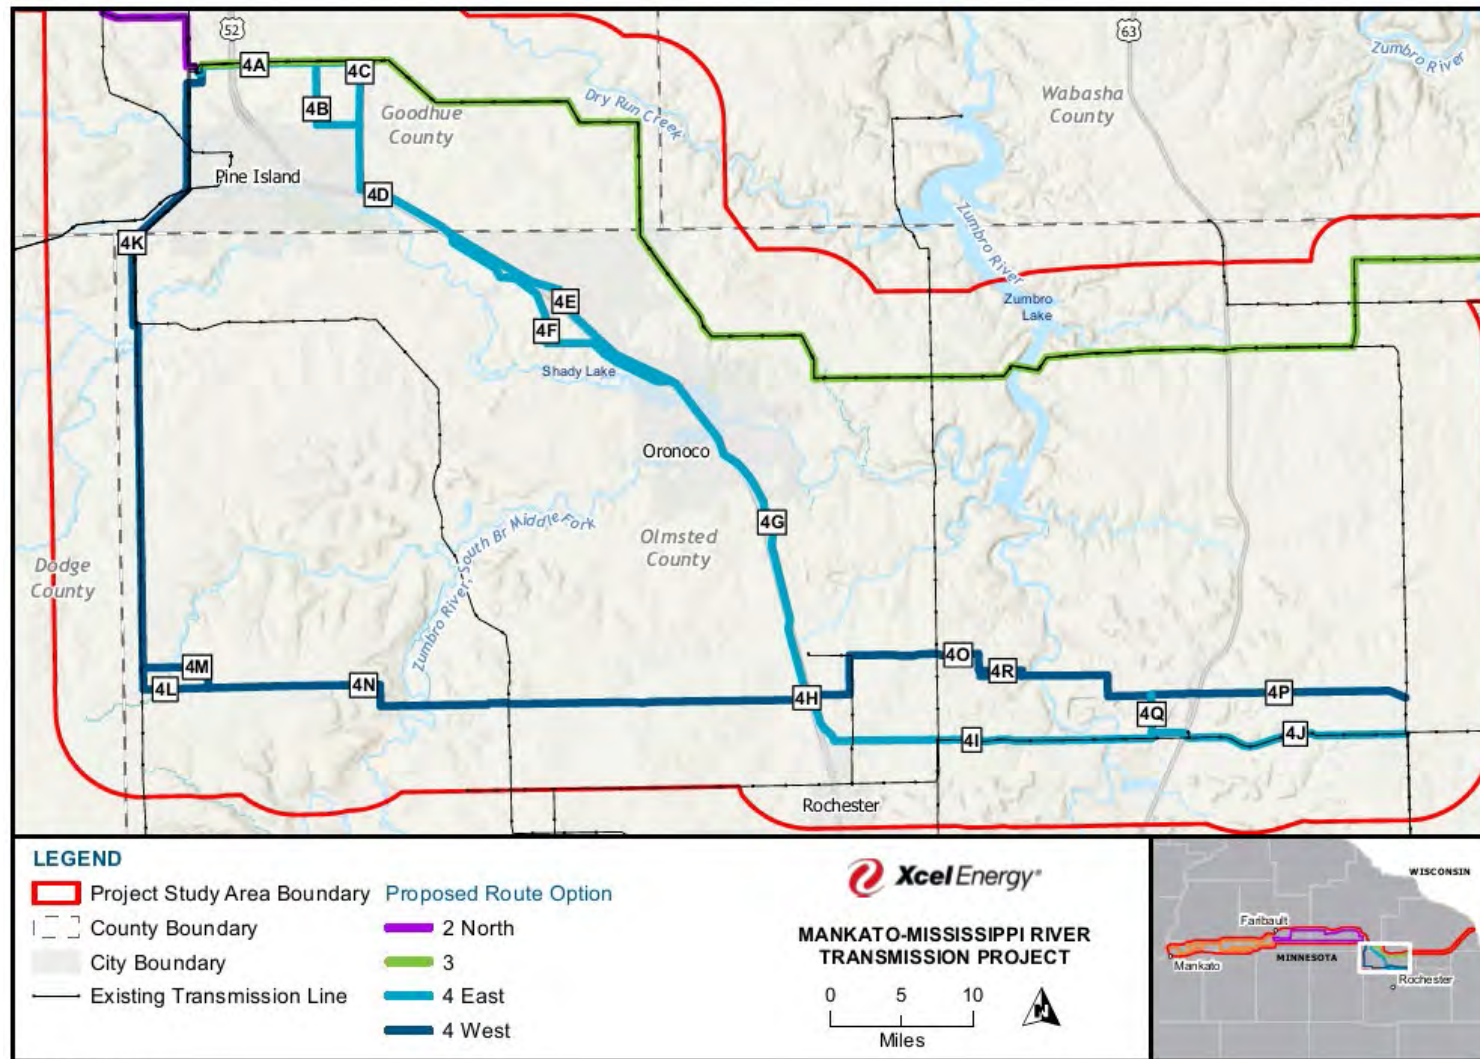 52
63
4A
4C
4B
Goodhue
County
Dry Run Creek
Wabasha
County
Zumbro
River
Pine Island
4D
4K
Zumbro
River
4E
4F
Zumbro
Lake
Shady Lake
Oronoco
4G
Zumbro River, South Br Middle Fork
Olmsted
County
Dodge
County
4M
4L
4N
4H
4O
4R
4P
4Q
4I
4J
Rochester
LEGEND
Project Study Area Boundary
County Boundary
City Boundary
Existing Transmission Line
Proposed Route Option
2 North
3
4 East
4 West
Xcel Energy®
MANKATO-MISSISSIPPI RIVER
TRANSMISSION PROJECT
0 5 10
Miles
N
WISCONSIN
Faribault
MINNESOTA
Mankato
Rochester